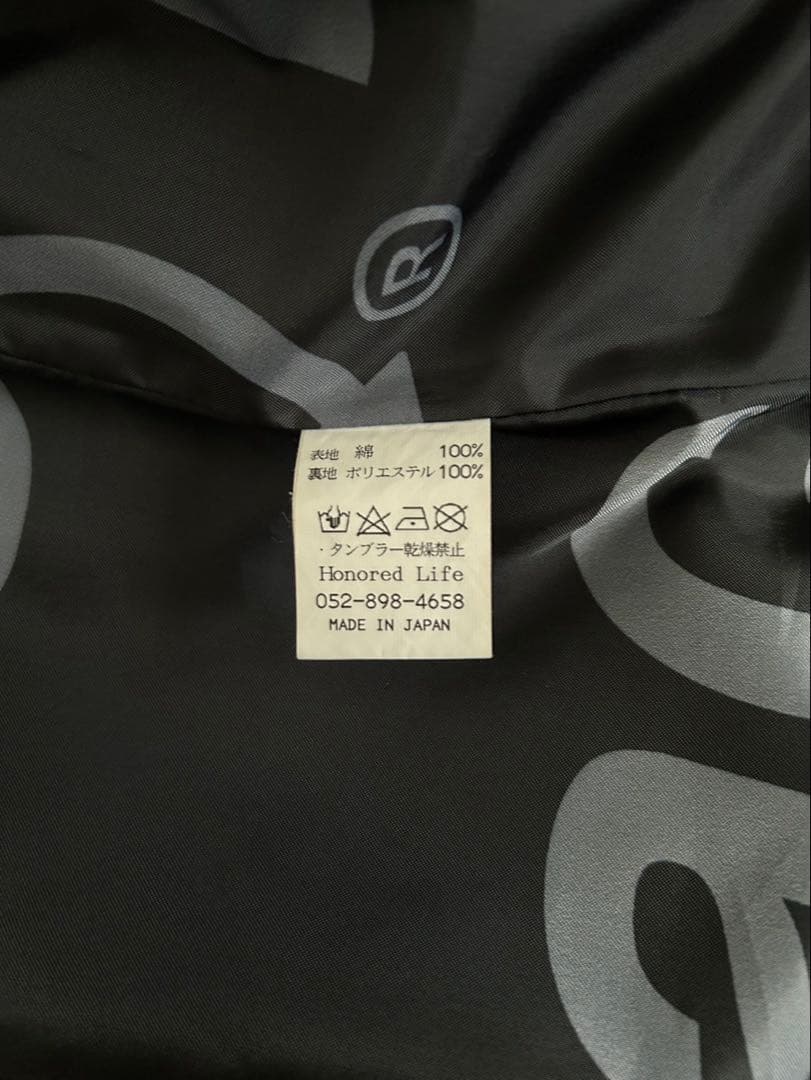 ®
表地 綿 100%
裏地 ポリエステル 100%
・タンブラー乾燥禁止
Honored Life
052-898-4658
MADE IN JAPAN